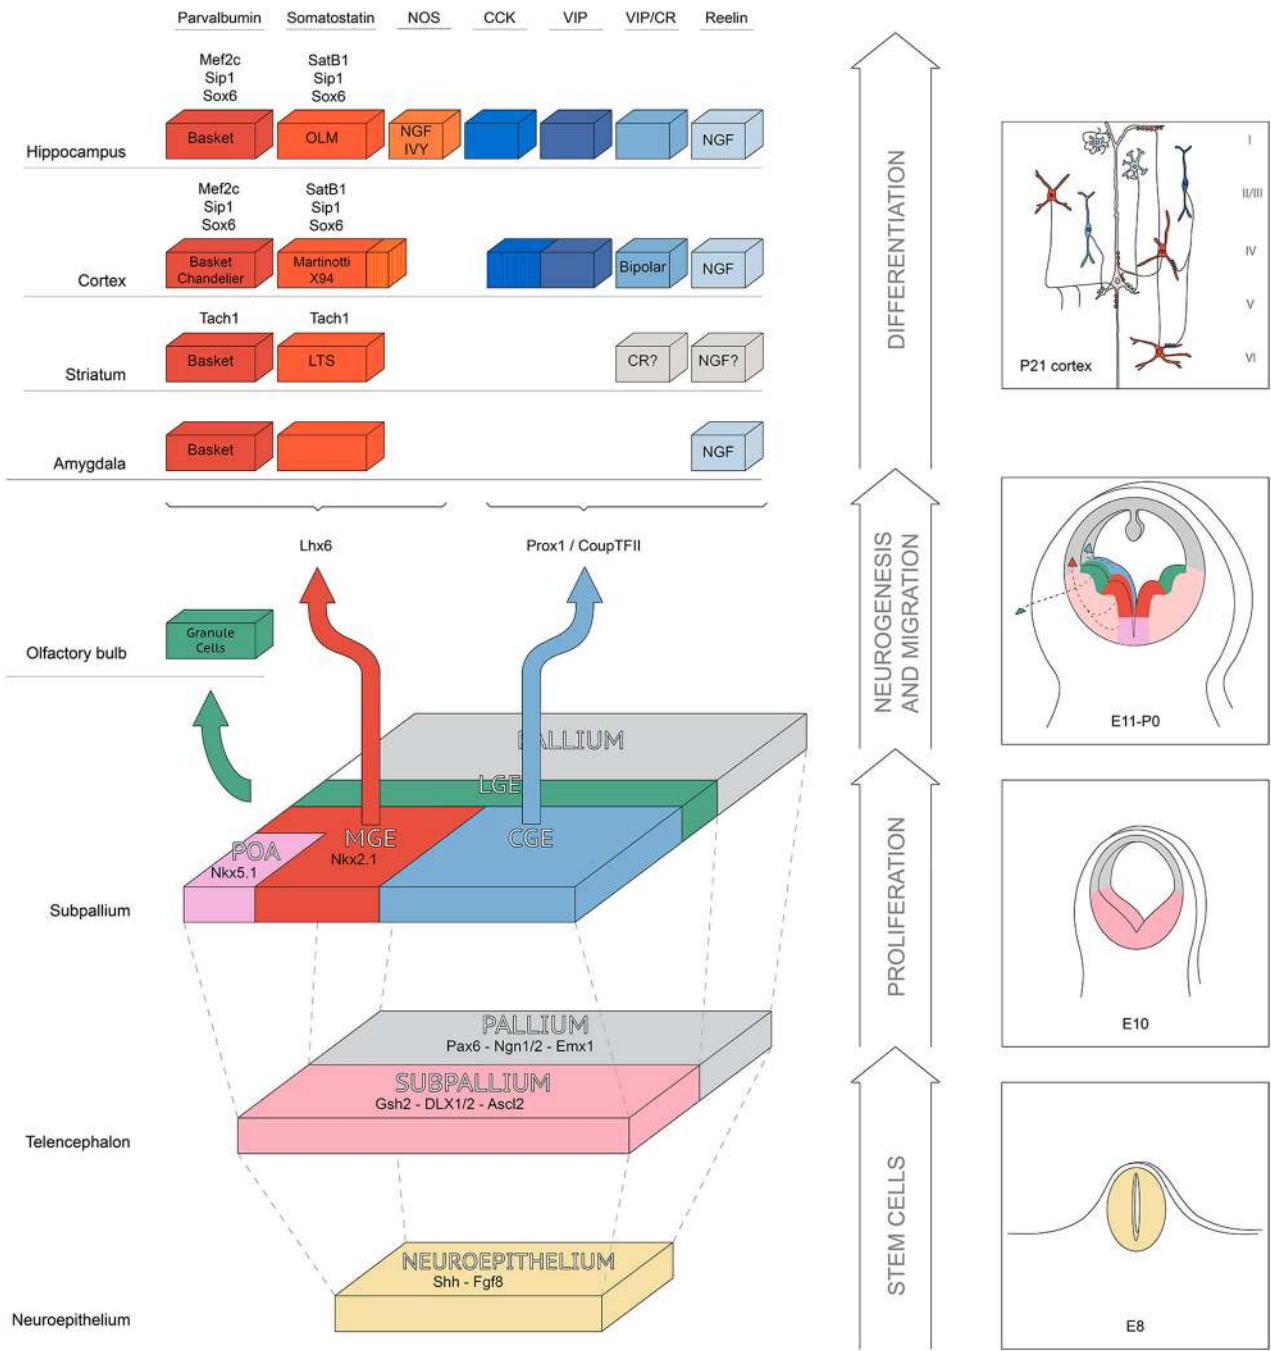 Parvalbumin Somatostatin NOS CCK VIP VIP/CR Reelin
Mef2c SatB1
Sip1 Sip1
Sox6 Sox6
Hippocampus
Basket
OLM
NGF
IVY
NGF
Mef2c SatB1
Sip1 Sip1
Sox6 Sox6
Cortex
Basket
Chandelier
Martinotti
X94
Bipolar
NGF
Tach1 Tach1
Striatum
Basket
LTS
CR?
NGF?
Amygdala
Basket
NGF
Lhx6
Prox1 / CoupTFII
Olfactory bulb
Granule
Cells
PALLIUM
LGE
MGE
Nkx2.1
CGE
POA
Nkx5.1
Subpallium
PALLIUM
Pax6 - Ngn1/2 - Emx1
SUBPALLIUM
Gsh2 - DLX1/2 - Ascl2
Telencephalon
NEUROEPITHELIUM
Shh - Fgf8
Neuroepithelium
DIFFERENTIATION
NEUROGENESIS
AND MIGRATION
PROLIFERATION
STEM CELLS
I
II/III
IV
V
VI
P21 cortex
E11-P0
E10
E8